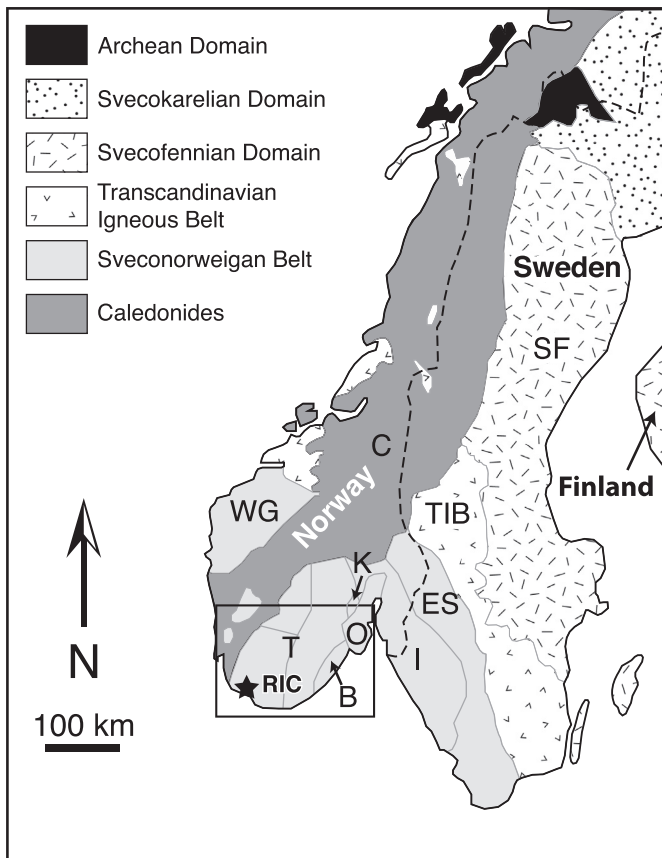 Archean Domain
Svecokarelian Domain
Svecofennian Domain
Transcandinavian
Igneous Belt
Sveconorweigan Belt
Caledonides
Sweden
SF
Finland
C
Norway
WG
TIB
K
ES
O
T
I
RIC
B
N
100 km